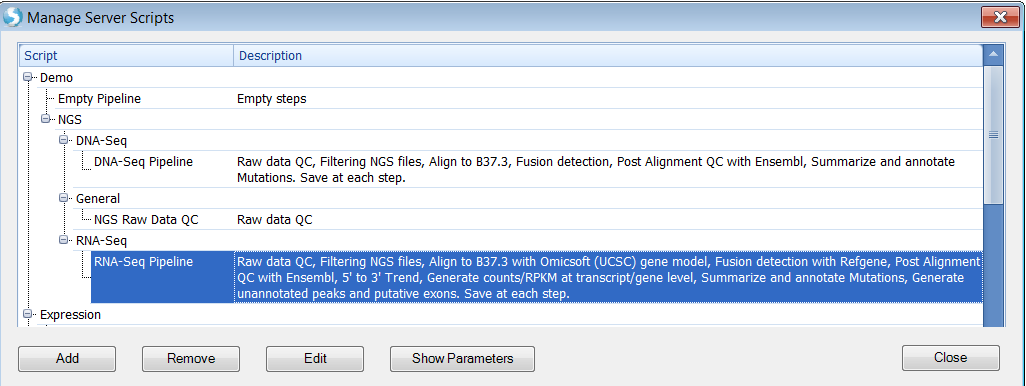 Manage Server Scripts
Script Description
Demo
Empty Pipeline Empty steps
NGS
DNA-Seq
DNA-Seq Pipeline Raw data QC, Filtering NGS files, Align to B37.3, Fusion detection, Post Alignment QC with Ensembl, Summarize and annotate
Mutations. Save at each step.
General
NGS Raw Data QC Raw data QC
RNA-Seq
RNA-Seq Pipeline Raw data QC, Filtering NGS files, Align to B37.3 with Omicsoft (UCSC) gene model, Fusion detection with Refgene, Post Alignment
QC with Ensembl, 5' to 3' Trend, Generate counts/RPKM at transcript/gene level, Summarize and annotate Mutations, Generate
unannotated peaks and putative exons. Save at each step.
Expression
Add Remove Edit Show Parameters Close